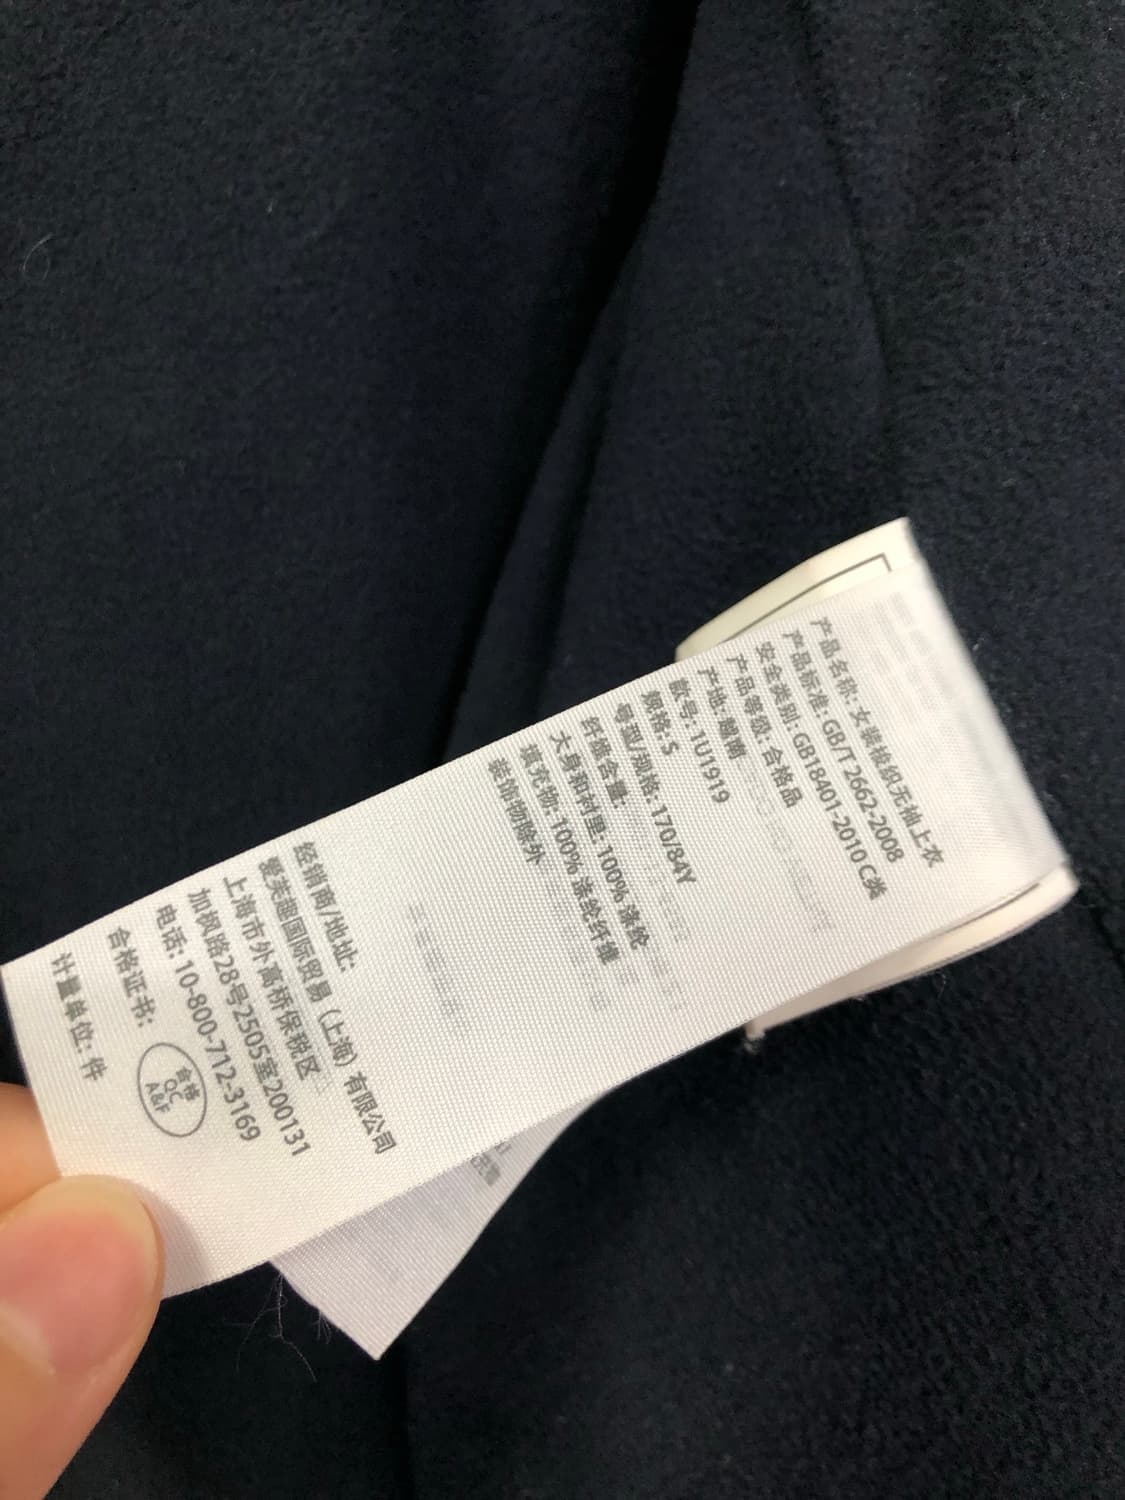 产品名称: 女装梭织无袖上衣
产品标准: GB/T 2662-2008
安全类别: GB18401-2010 C类
产品等级: 合格品
产地: 越南
款号: 1U1919
规格: S
号型/规格: 170/84Y
纤维含量:
大身和衬里: 100% 涤纶
填充物: 100% 涤纶纤维
装饰物除外
经销商/地址:
爱芙趣国际贸易 (上海) 有限公司
上海市外高桥保税区
加枫路28号2505室200131
电话: 10-800-712-3169
合格证书:
合格
QC
A&F
计量单位: 件